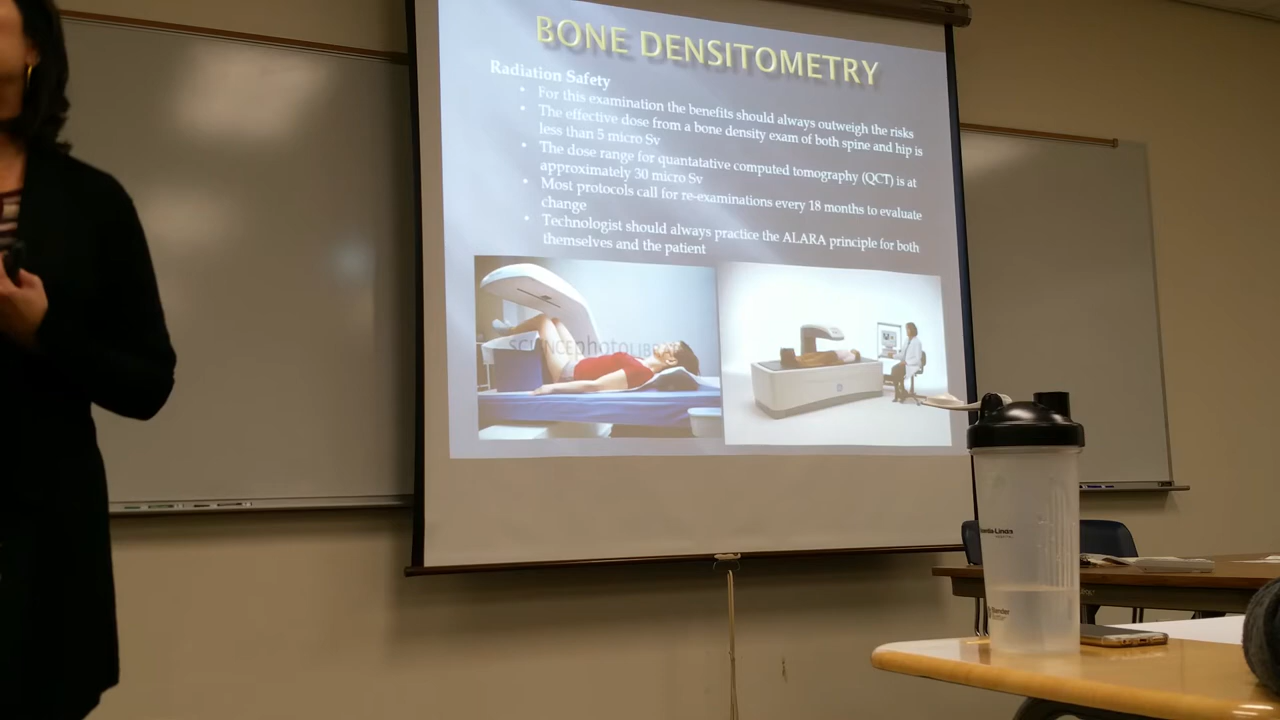 BONE DENSITOMETRY
Radiation Safety
• For this examination the benefits should always outweigh the risks
• The effective dose from a bone density exam of both spine and hip is
less than 5 micro Sv
• The dose range for quantatative computed tomography (QCT) is at
approximately 30 micro Sv
• Most protocols call for re-examinations every 18 months to evaluate
change
• Technologist should always practice the ALARA principle for both
themselves and the patient
SCIENCEphotoLIBRARY